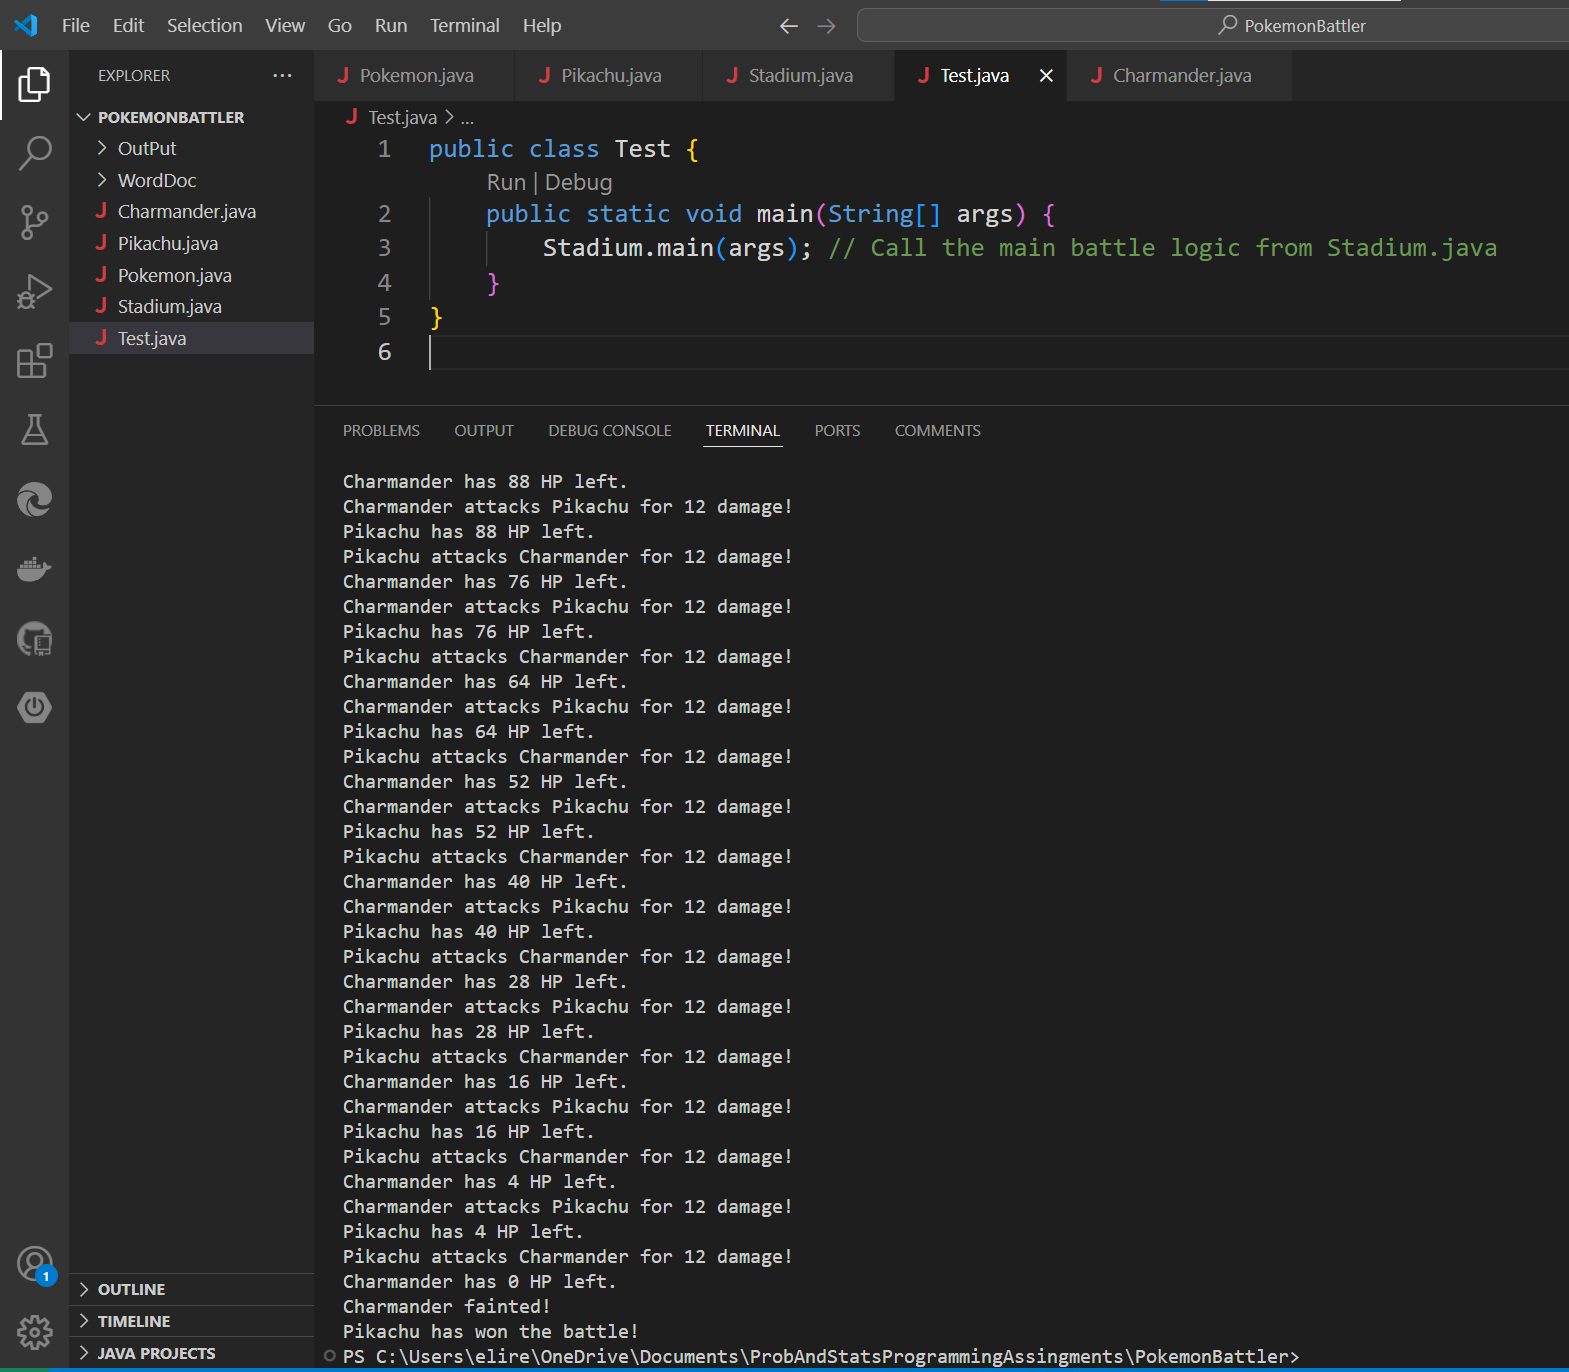 File Edit Selection View Go Run Terminal Help
PokemonBattler
EXPLORER
POKEMONBATTLER
OutPut
WordDoc
Charmander.java
Pikachu.java
Pokemon.java
Stadium.java
Test.java
OUTLINE
TIMELINE
JAVA PROJECTS
1
Pokemon.java Pikachu.java Stadium.java Test.java Charmander.java
Test.java > ...
1 public class Test {
Run | Debug
2 public static void main(String[] args) {
3 Stadium.main(args); // Call the main battle logic from Stadium.java
4 }
5 }
6
PROBLEMS OUTPUT DEBUG CONSOLE TERMINAL PORTS COMMENTS
Charmander has 88 HP left.
Charmander attacks Pikachu for 12 damage!
Pikachu has 88 HP left.
Pikachu attacks Charmander for 12 damage!
Charmander has 76 HP left.
Charmander attacks Pikachu for 12 damage!
Pikachu has 76 HP left.
Pikachu attacks Charmander for 12 damage!
Charmander has 64 HP left.
Charmander attacks Pikachu for 12 damage!
Pikachu has 64 HP left.
Pikachu attacks Charmander for 12 damage!
Charmander has 52 HP left.
Charmander attacks Pikachu for 12 damage!
Pikachu has 52 HP left.
Pikachu attacks Charmander for 12 damage!
Charmander has 40 HP left.
Charmander attacks Pikachu for 12 damage!
Pikachu has 40 HP left.
Pikachu attacks Charmander for 12 damage!
Charmander has 28 HP left.
Charmander attacks Pikachu for 12 damage!
Pikachu has 28 HP left.
Pikachu attacks Charmander for 12 damage!
Charmander has 16 HP left.
Charmander attacks Pikachu for 12 damage!
Pikachu has 16 HP left.
Pikachu attacks Charmander for 12 damage!
Charmander has 4 HP left.
Charmander attacks Pikachu for 12 damage!
Pikachu has 4 HP left.
Pikachu attacks Charmander for 12 damage!
Charmander has 0 HP left.
Charmander fainted!
Pikachu has won the battle!
PS C:\Users\elire\OneDrive\Documents\ProbAndStatsProgrammingAssingments\PokemonBattler>